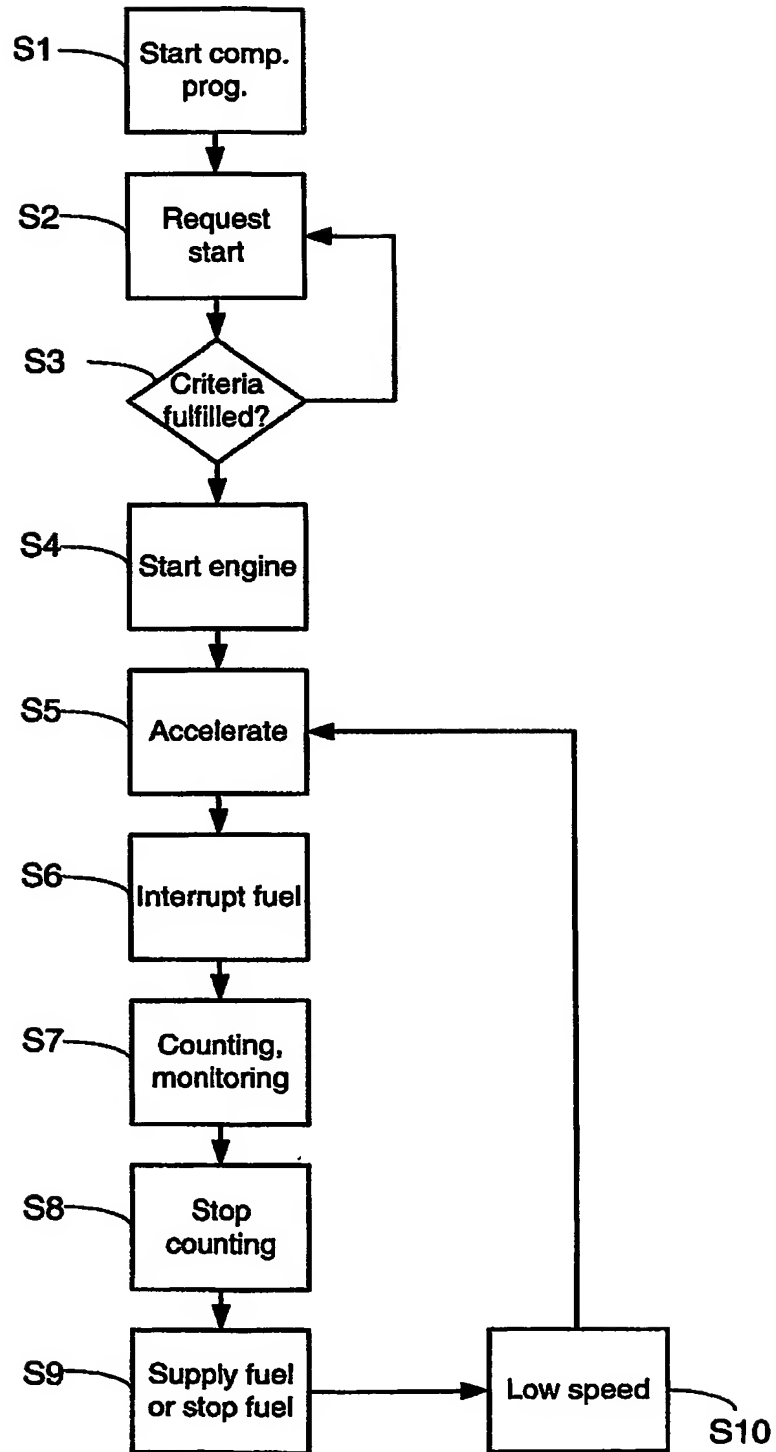 S1
Start comp.
prog.
S2
Request
start
S3
Criteria
fulfilled?
S4
Start engine
S5
Accelerate
S6
Interrupt fuel
S7
Counting,
monitoring
S8
Stop
counting
S9
Supply fuel
or stop fuel
Low speed
S10